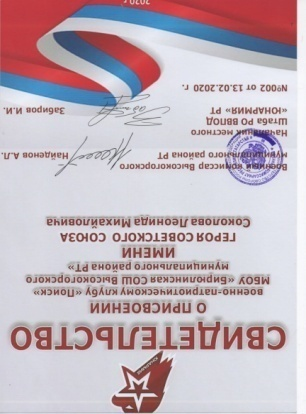 СВИДЕТЕЛЬСТВО
О ПРИСВОЕНИИ
военно-патриотическому клубу «Поиск»
МБОУ «Бирюлинская СОШ Высокогорского
муниципального района РТ»
ИМЕНИ
ГЕРОЯ СОВЕТСКОГО СОЮЗА
Соколова Леонида Михайловича
Военный комиссар Высокогорского
муниципального района РТ Найденов А.Л.
Начальник местного
Штаба РО ВВПОД
«ЮНАРМИЯ» РТ Забиров И.И.
№002 от 13.02.2020 г.
2020 г.